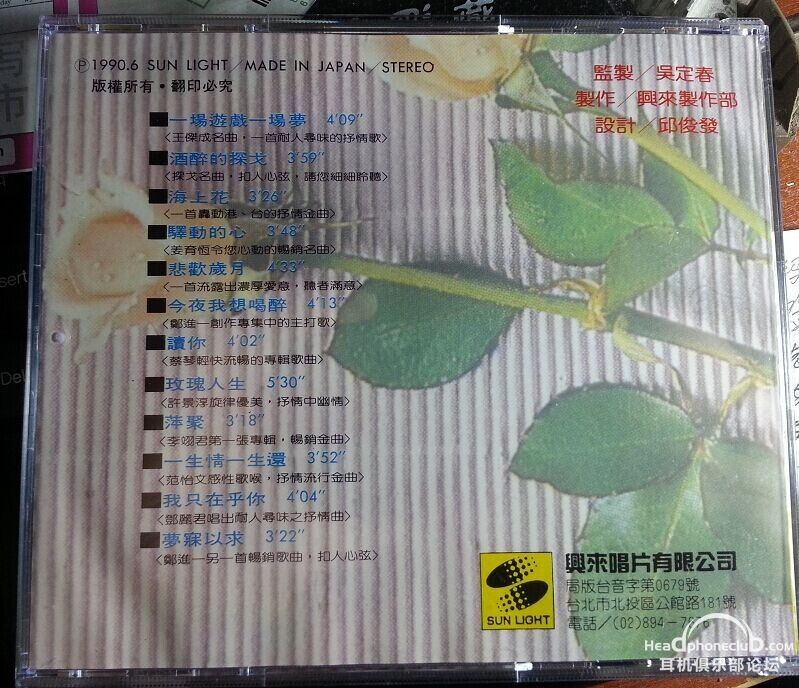 Ⓟ1990.6 SUN LIGHT／MADE IN JAPAN／STEREO
版權所有・翻印必究
監製／吳定春
製作／興來製作部
設計／邱俊發
■一場遊戲一場夢 4'09"
〈王傑成名曲，一首耐人尋味的抒情歌〉
■酒醉的探戈 3'59"
〈探戈名曲，扣人心弦，請您細細聆聽〉
■海上花 3'26"
〈一首轟動港、台的抒情金曲〉
■驛動的心 3'48"
〈姜育恆令您心動的暢銷名曲〉
■悲歡歲月 4'33"
〈一首流露出濃厚愛意，聽者滿意〉
■今夜我想喝醉 4'13"
〈鄭進一創作專集中的主打歌〉
■讀你 4'02"
〈蔡琴輕快流暢的專輯歌曲〉
■玫瑰人生 5'30"
〈許景淳旋律優美，抒情中幽情〉
■萍聚 3'18"
〈李翊君第一張專輯，暢銷金曲〉
■一生情一生還 3'52"
〈范怡文感性歌喉，抒情流行金曲〉
■我只在乎你 4'04"
〈鄧麗君唱出耐人尋味之抒情曲〉
■夢寐以求 3'22"
〈鄭進一另一首暢銷歌曲，扣人心弦〉
SUN LIGHT
興來唱片有限公司
局版台音字第0679號
台北市北投區公館路181號
電話／(02)894-7676
HeadphonecluD.com
耳机俱乐部论坛